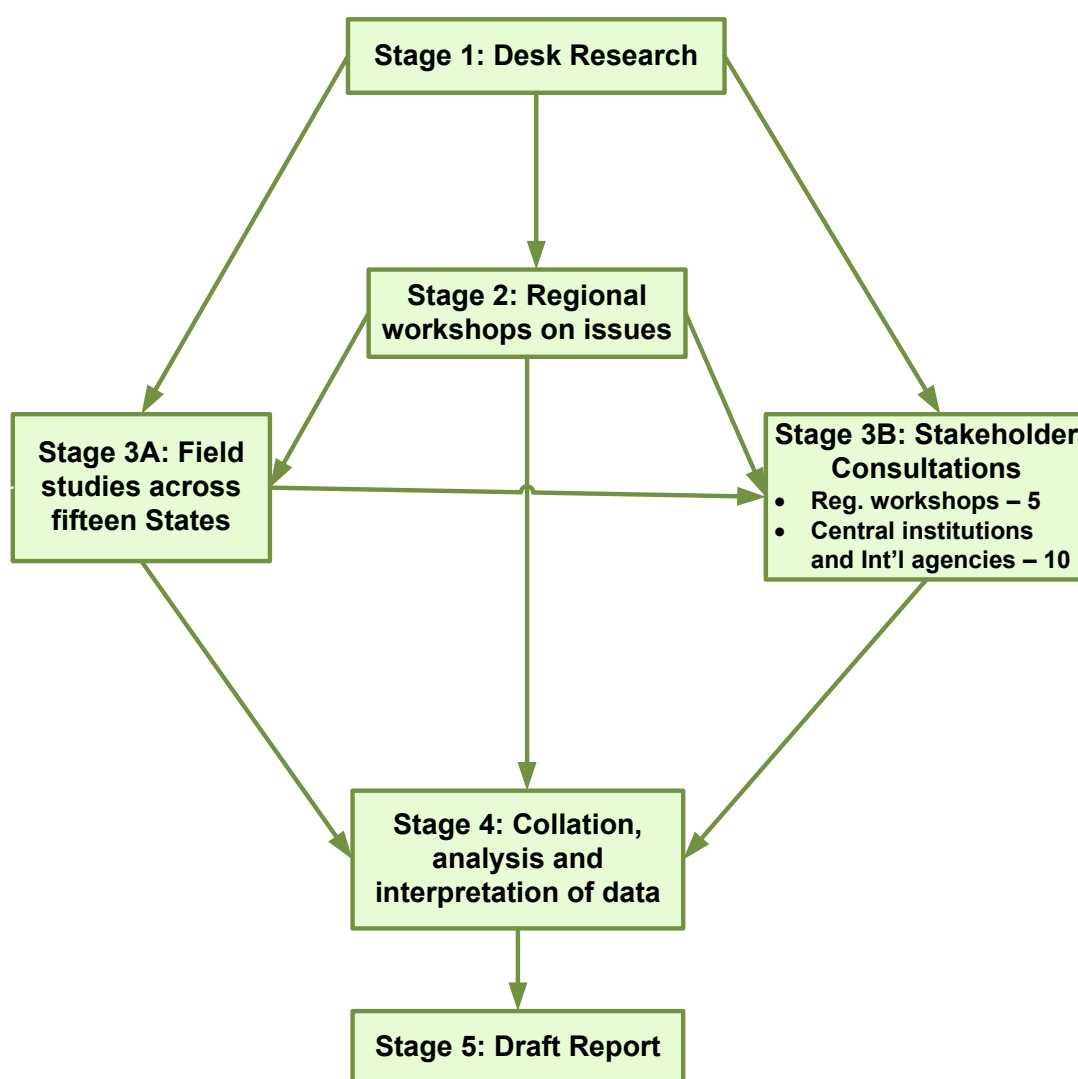 Stage 1: Desk Research
Stage 2: Regional
workshops on issues
Stage 3A: Field
studies across
fifteen States
Stage 3B: Stakeholder
Consultations
• Reg. workshops – 5
• Central institutions
and Int'l agencies – 10
Stage 4: Collation,
analysis and
interpretation of data
Stage 5: Draft Report